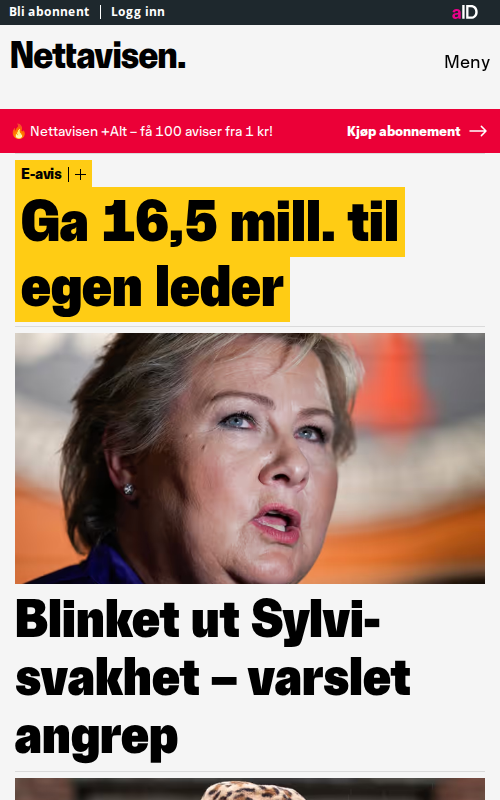 Bli abonnent | Logg inn
aID
Nettavisen.
Meny
🔥 Nettavisen +Alt – få 100 aviser fra 1 kr!
Kjøp abonnement →
E-avis | +
Ga 16,5 mill. til
egen leder
Blinket ut Sylvi-
svakhet – varslet
angrep